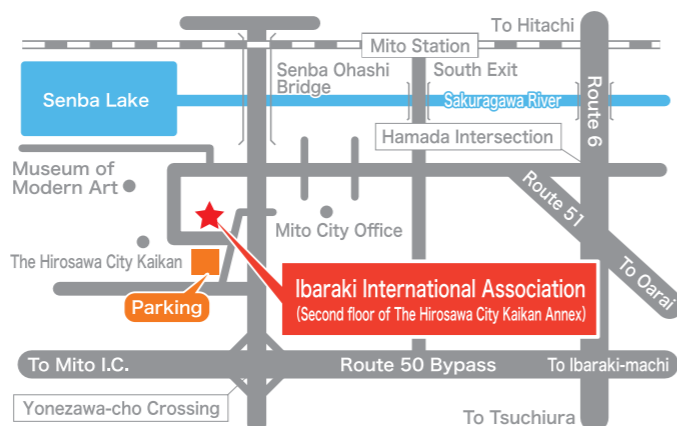 To Hitachi
Mito Station
Senba Lake
Senba Ohashi
Bridge
South Exit
Sakuragawa River
Route 6
Hamada Intersection
Museum of
Modern Art
Route 51
Mito City Office
The Hirosawa City Kaikan
To Oarai
Ibaraki International Association
(Second floor of The Hirosawa City Kaikan Annex)
Parking
To Mito I.C.
Route 50 Bypass
To Ibaraki-machi
Yonezawa-cho Crossing
To Tsuchiura